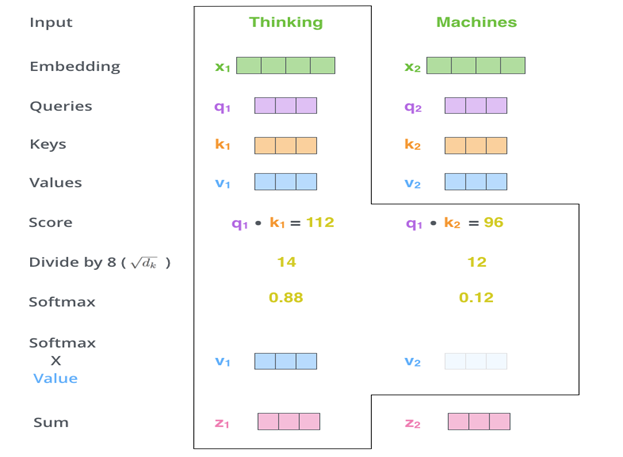 Input Thinking Machines
Embedding x₁ x₂
Queries q₁ q₂
Keys k₁ k₂
Values v₁ v₂
Score q₁ • k₁ = 112 q₁ • k₂ = 96
Divide by 8 ( √dₖ ) 14 12
Softmax 0.88 0.12
Softmax
X v₁ v₂
Value
Sum z₁ z₂